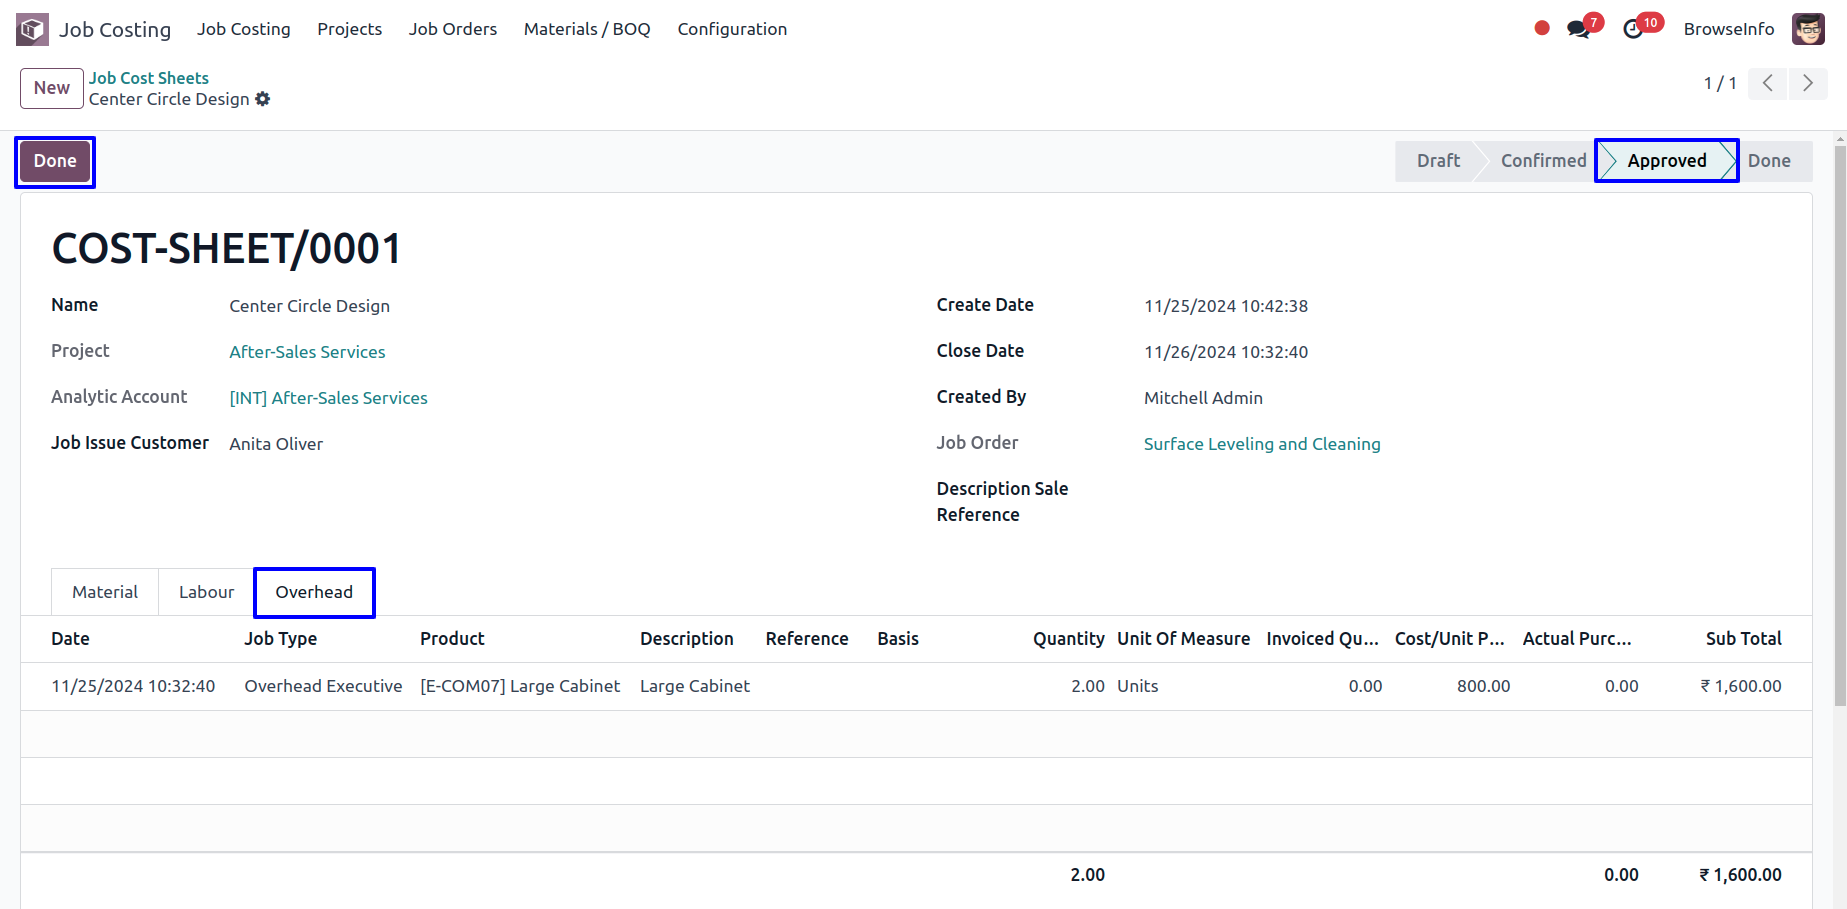 Job Costing Job Costing Projects Job Orders Materials / BOQ Configuration 7 10 BrowseInfo
New Job Cost Sheets 1 / 1
Center Circle Design
Done Draft Confirmed Approved Done
COST-SHEET/0001
Name Center Circle Design Create Date 11/25/2024 10:42:38
Project After-Sales Services Close Date 11/26/2024 10:32:40
Analytic Account [INT] After-Sales Services Created By Mitchell Admin
Job Issue Customer Anita Oliver Job Order Surface Leveling and Cleaning
Description Sale
Reference
Material Labour Overhead
Date Job Type Product Description Reference Basis Quantity Unit Of Measure Invoiced Qu... Cost/Unit P... Actual Purc... Sub Total
11/25/2024 10:32:40 Overhead Executive [E-COM07] Large Cabinet Large Cabinet 2.00 Units 0.00 800.00 0.00 ₹ 1,600.00
2.00 0.00 ₹ 1,600.00